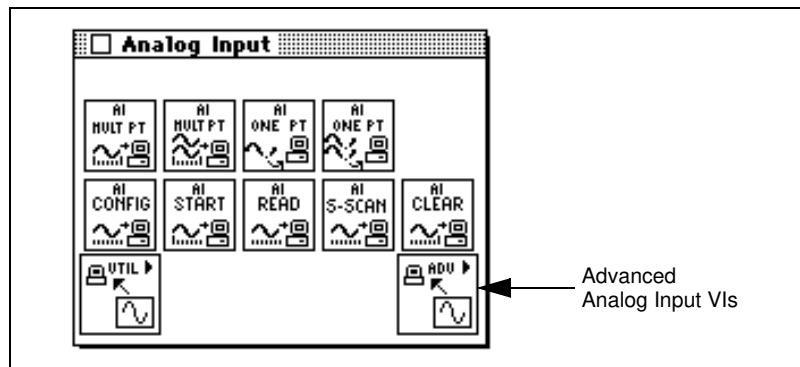 Analog Input
AI MULT PT
AI MULT PT
AI ONE PT
AI ONE PT
AI CONFIG
AI START
AI READ
AI S-SCAN
AI CLEAR
UTIL
ADV
Advanced
Analog Input VIs